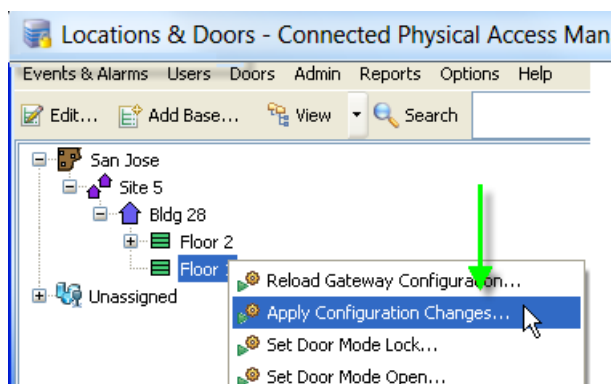 Locations & Doors - Connected Physical Access Man
Events & Alarms Users Doors Admin Reports Options Help
Edit... Add Base... View Search
San Jose
Site 5
Bldg 28
Floor 2
Floor
Unassigned
Reload Gateway Configuration...
Apply Configuration Changes...
Set Door Mode Lock...
Set Door Mode Open...